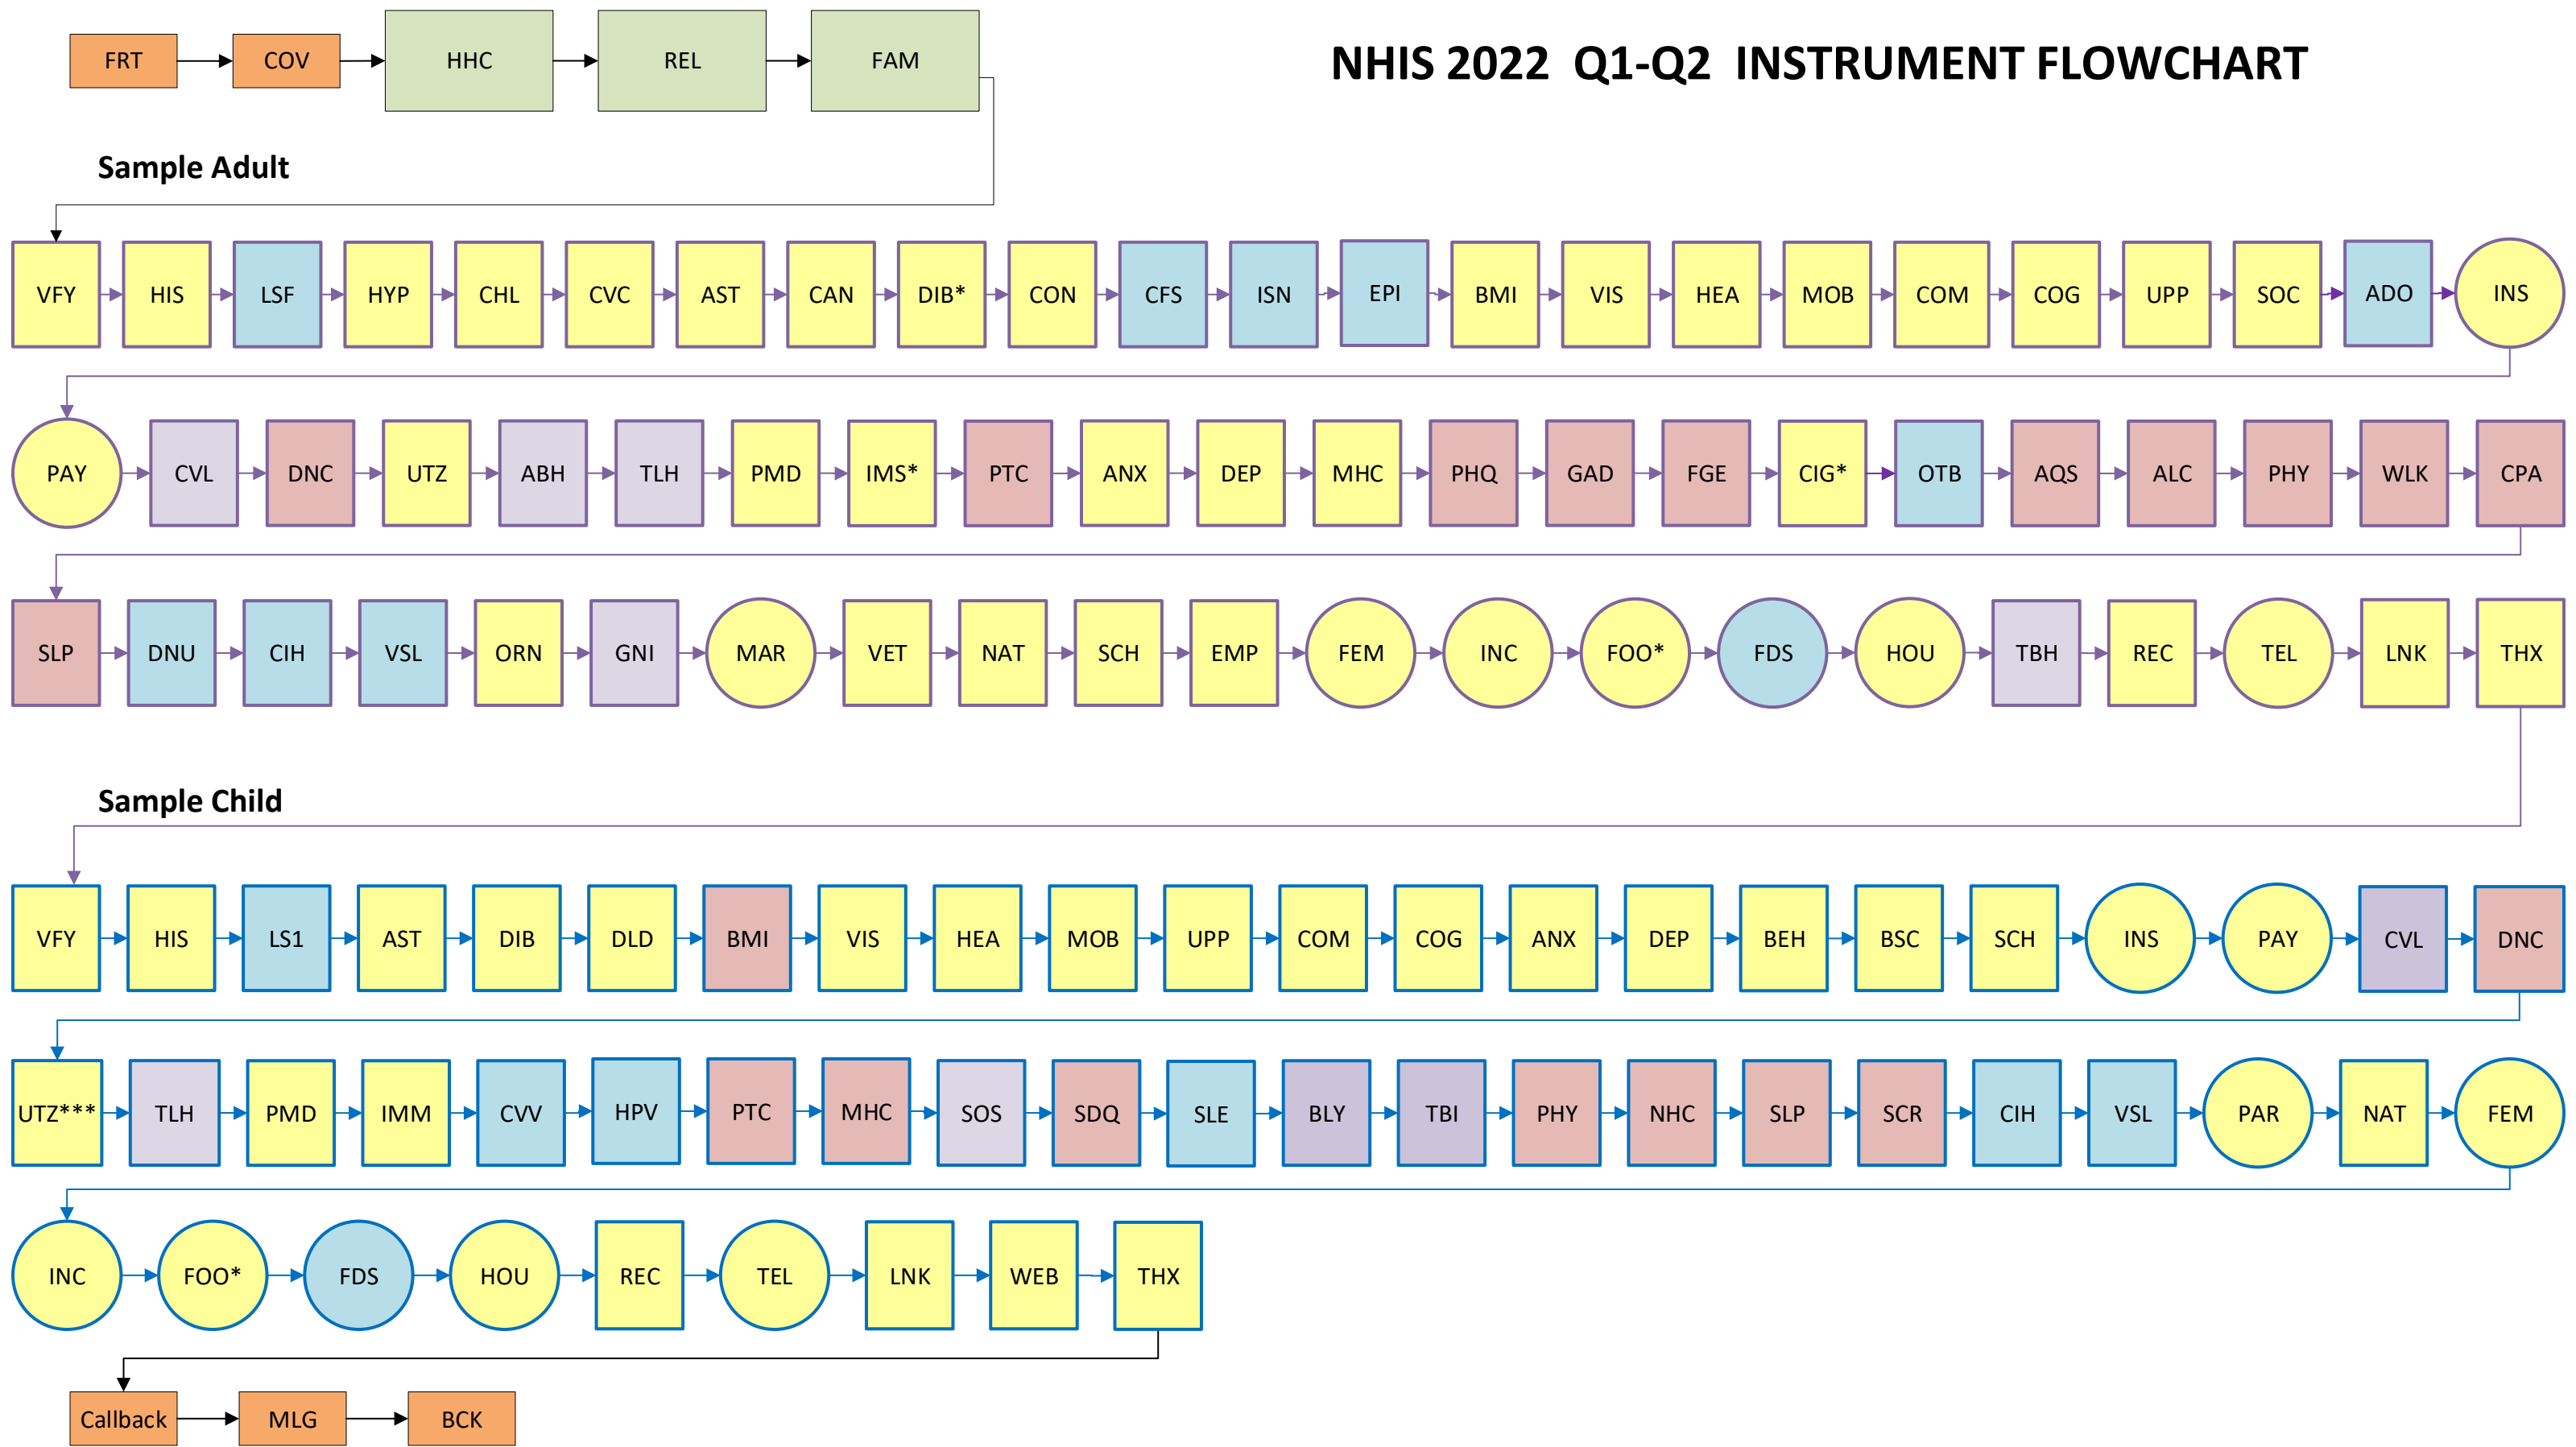 FRT COV HHC REL FAM
NHIS 2022 Q1-Q2 INSTRUMENT FLOWCHART
Sample Adult
VFY HIS LSF HYP CHL CVC AST CAN DIB* CON CFS ISN EPI BMI VIS HEA MOB COM COG UPP SOC ADO INS
PAY CVL DNC UTZ ABH TLH PMD IMS* PTC ANX DEP MHC PHQ GAD FGE CIG* OTB AQS ALC PHY WLK CPA
SLP DNU CIH VSL ORN GNI MAR VET NAT SCH EMP FEM INC FOO* FDS HOU TBH REC TEL LNK THX
Sample Child
VFY HIS LS1 AST DIB DLD BMI VIS HEA MOB UPP COM COG ANX DEP BEH BSC SCH INS PAY CVL DNC
UTZ*** TLH PMD IMM CVV HPV PTC MHC SOS SDQ SLE BLY TBI PHY NHC SLP SCR CIH VSL PAR NAT FEM
INC FOO* FDS HOU REC TEL LNK WEB THX
Callback MLG BCK